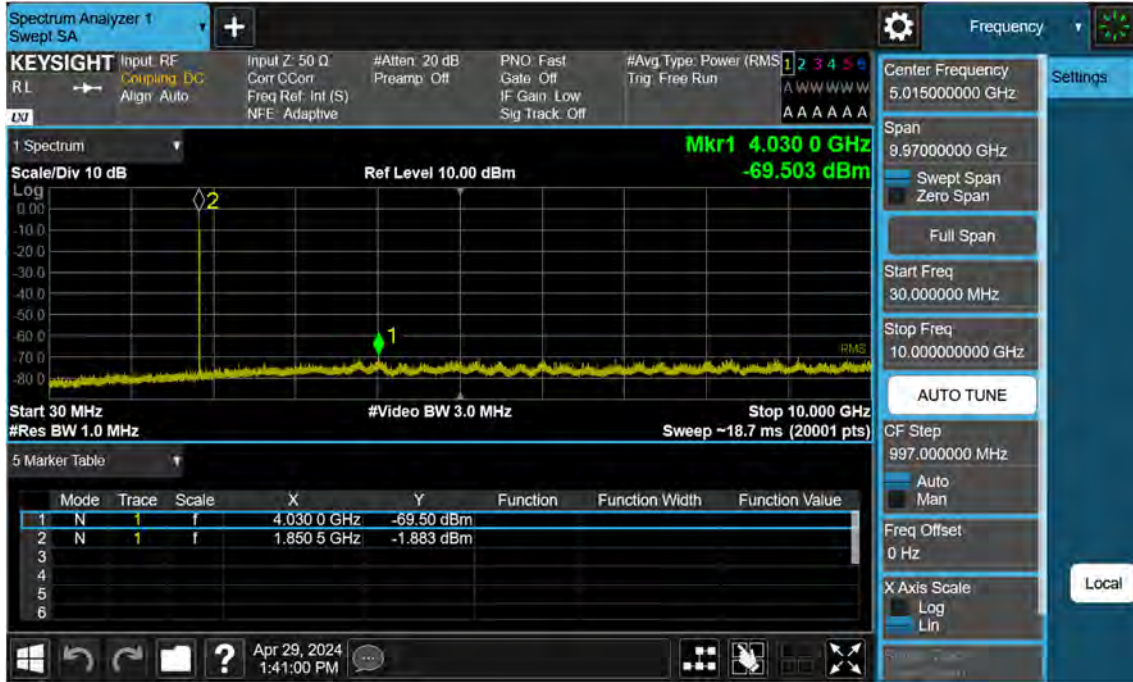 Spectrum Analyzer 1
Swept SA
+
Frequency
KEYSIGHT
RL
LXI
Input: RF
Coupling: DC
Align: Auto
Input Z: 50 Ω
Corr CCorr
Freq Ref: Int (S)
NFE: Adaptive
#Atten: 20 dB
Preamp: Off
PNO: Fast
Gate: Off
IF Gain: Low
Sig Track: Off
#Avg Type: Power (RMS
Trig: Free Run
1 2 3 4 5 6
A W W W W W
A A A A A A
1 Spectrum
Scale/Div 10 dB
Ref Level 10.00 dBm
Mkr1 4.030 0 GHz
-69.503 dBm
Log
0.00
-10.0
-20.0
-30.0
-40.0
-50.0
-60.0
-70.0
-80.0
2
1
RMS
Start 30 MHz
#Video BW 3.0 MHz
Stop 10.000 GHz
#Res BW 1.0 MHz
Sweep ~18.7 ms (20001 pts)
5 Marker Table
Mode Trace Scale X Y Function Function Width Function Value
1 N 1 f 4.030 0 GHz -69.50 dBm
2 N 1 f 1.850 5 GHz -1.883 dBm
3
4
5
6
Apr 29, 2024
1:41:00 PM
?
Center Frequency
5.015000000 GHz
Span
9.97000000 GHz
Swept Span
Zero Span
Full Span
Start Freq
30.000000 MHz
Stop Freq
10.000000000 GHz
AUTO TUNE
CF Step
997.000000 MHz
Auto
Man
Freq Offset
0 Hz
X Axis Scale
Log
Lin
Settings
Local